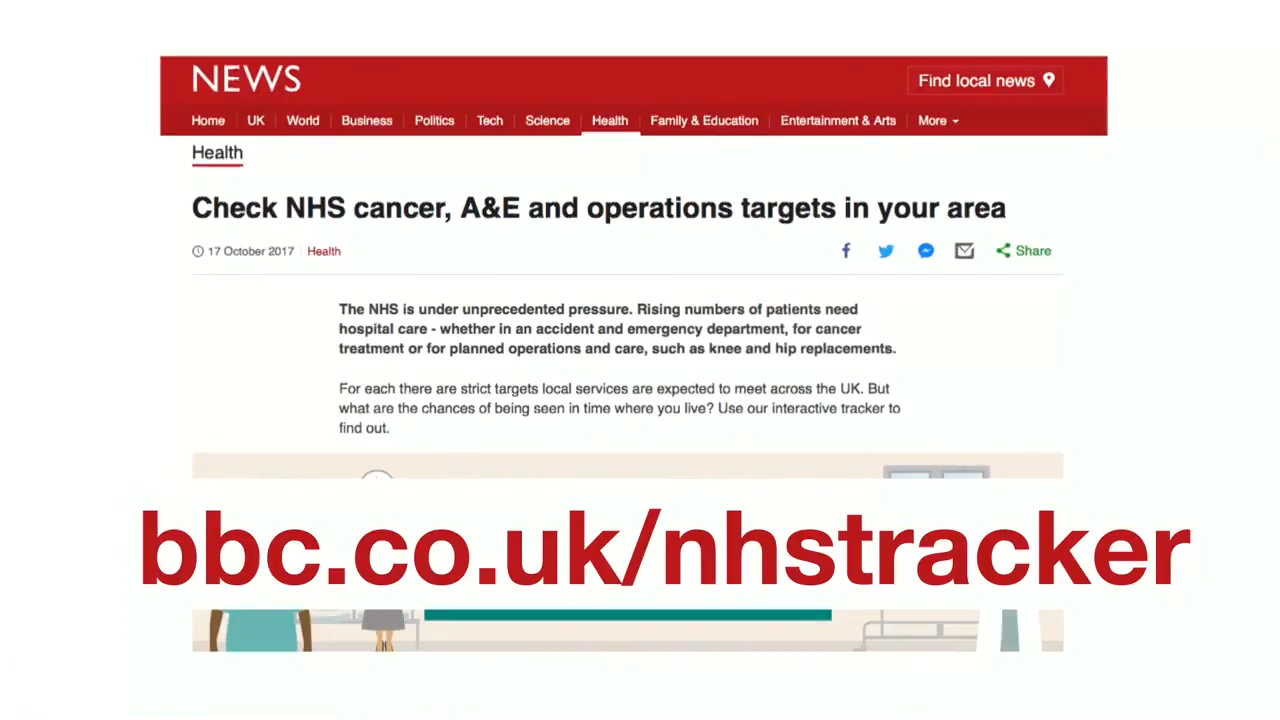 NEWS
Find local news
Home UK World Business Politics Tech Science Health Family & Education Entertainment & Arts More
Health
Check NHS cancer, A&E and operations targets in your area
17 October 2017 Health
Share
The NHS is under unprecedented pressure. Rising numbers of patients need
hospital care - whether in an accident and emergency department, for cancer
treatment or for planned operations and care, such as knee and hip replacements.
For each there are strict targets local services are expected to meet across the UK. But
what are the chances of being seen in time where you live? Use our interactive tracker to
find out.
bbc.co.uk/nhstracker